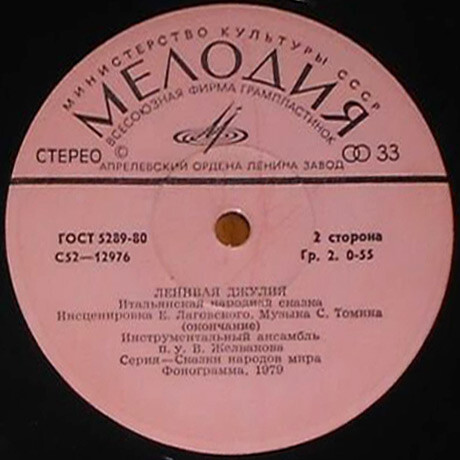 МИНИСТЕРСТВО КУЛЬТУРЫ СССР
МЕЛОДИЯ
ВСЕСОЮЗНАЯ ФИРМА ГРАМПЛАСТИНОК
СТЕРЕО
33
АПРЕЛЕВСКИЙ ОРДЕНА ЛЕНИНА ЗАВОД
ГОСТ 5289-80
2 сторона
С52—12976
Гр. 2. 0-55
ЛЕНИВАЯ ДЖУЛИЯ
Итальянская народная сказка
Инсценировка Е. Лаговского. Музыка С. Томина
(окончание)
Инструментальный ансамбль
п. у. В. Желвакова
Серия—Сказки народов мира
Фонограмма, 1979